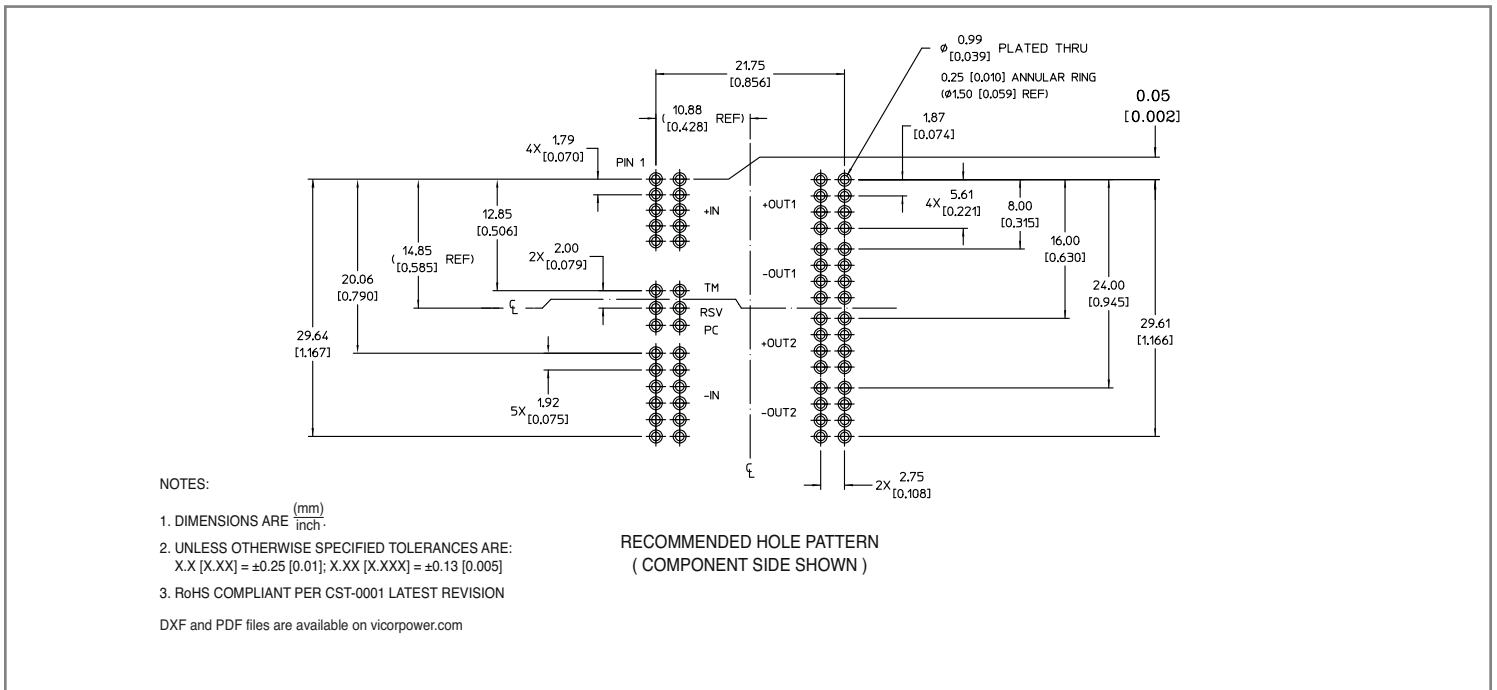 Ø 0.99 [0.039] PLATED THRU
0.25 [0.010] ANNULAR RING
(Ø1.50 [0.059] REF)
0.05
[0.002]
21.75
[0.856]
( 10.88 [0.428] REF)
1.87
[0.074]
4X 1.79 [0.070]
PIN 1
+IN
+OUT1
4X 5.61 [0.221]
8.00
[0.315]
12.85
[0.506]
16.00
[0.630]
( 14.85 [0.585] REF)
2X 2.00 [0.079]
-OUT1
20.06
[0.790]
TM
24.00
[0.945]
℄
RSV
PC
29.64
[1.167]
+OUT2
29.61
[1.166]
5X 1.92 [0.075]
-IN
-OUT2
℄
2X 2.75 [0.108]
NOTES:
1. DIMENSIONS ARE (mm)/inch.
2. UNLESS OTHERWISE SPECIFIED TOLERANCES ARE:
X.X [X.XX] = ±0.25 [0.01]; X.XX [X.XXX] = ±0.13 [0.005]
3. RoHS COMPLIANT PER CST-0001 LATEST REVISION
DXF and PDF files are available on vicorpower.com
RECOMMENDED HOLE PATTERN
( COMPONENT SIDE SHOWN )